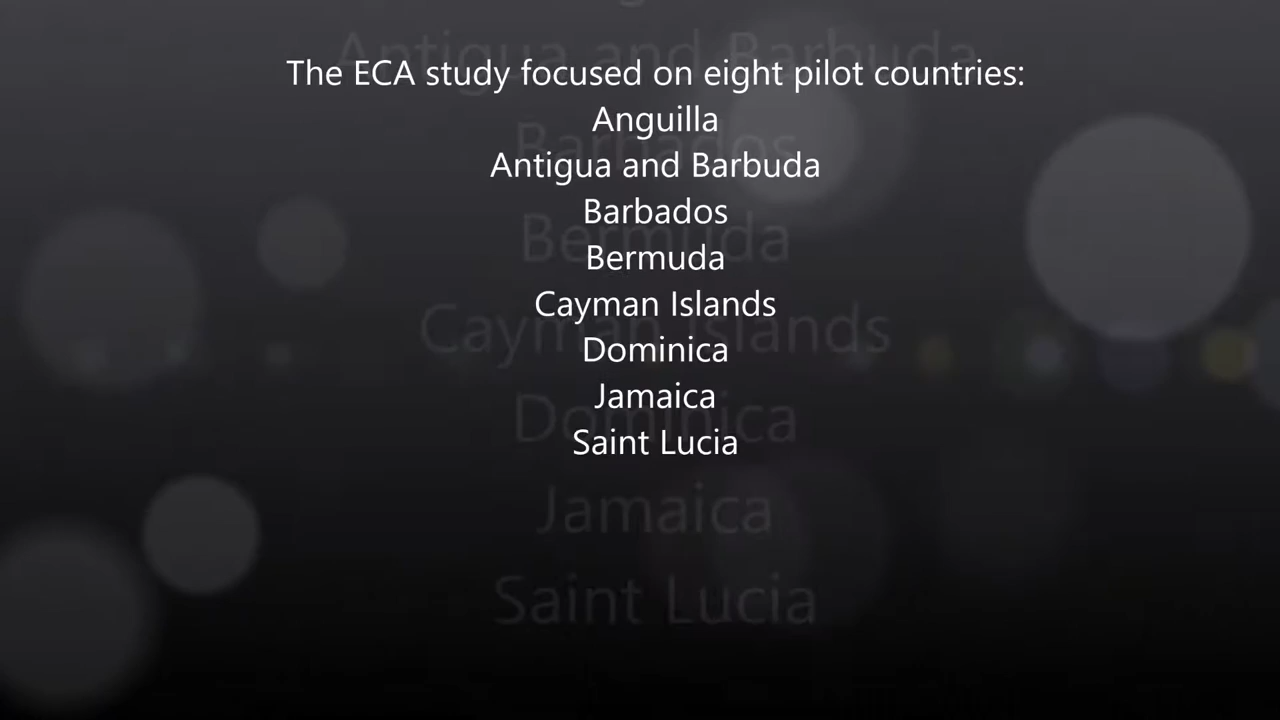 The ECA study focused on eight pilot countries:
Anguilla
Antigua and Barbuda
Barbados
Bermuda
Cayman Islands
Dominica
Jamaica
Saint Lucia